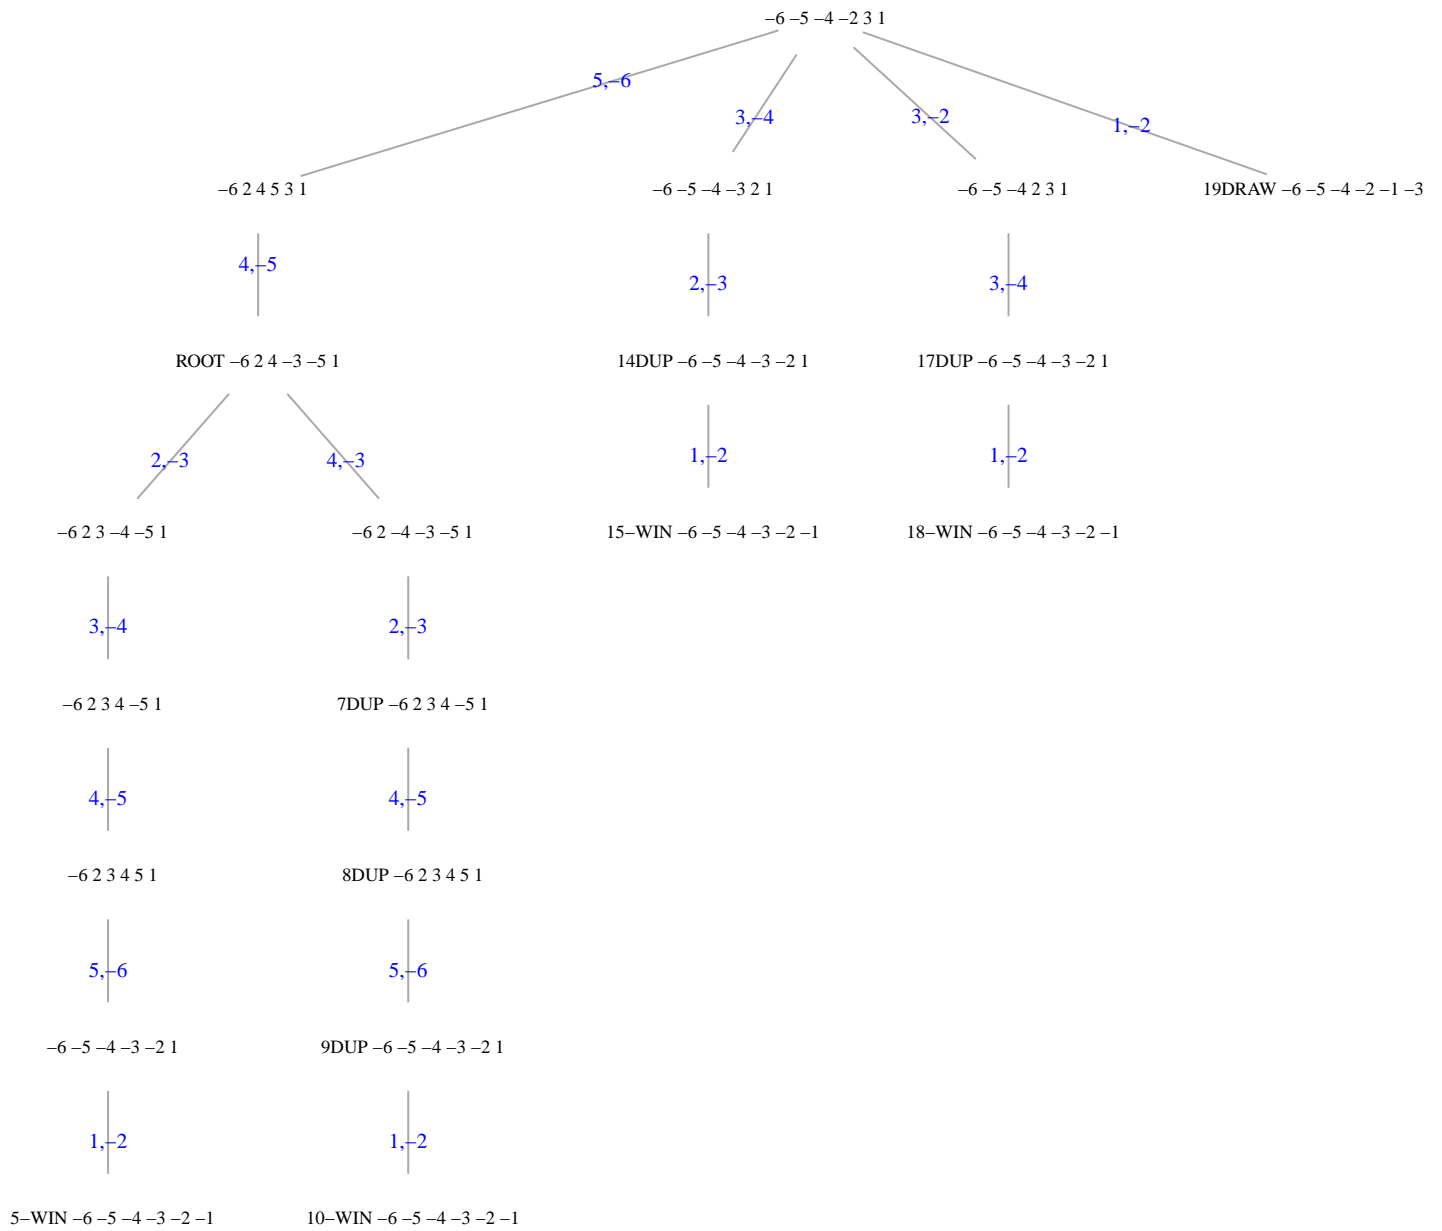 –6 –5 –4 –2 3 1
5,–6
3,–4
3,–2
1,–2
–6 2 4 5 3 1
–6 –5 –4 –3 2 1
–6 –5 –4 2 3 1
19DRAW –6 –5 –4 –2 –1 –3
4,–5
2,–3
3,–4
ROOT –6 2 4 –3 –5 1
14DUP –6 –5 –4 –3 –2 1
17DUP –6 –5 –4 –3 –2 1
2,–3
4,–3
1,–2
1,–2
–6 2 3 –4 –5 1
–6 2 –4 –3 –5 1
15–WIN –6 –5 –4 –3 –2 –1
18–WIN –6 –5 –4 –3 –2 –1
3,–4
2,–3
–6 2 3 4 –5 1
7DUP –6 2 3 4 –5 1
4,–5
4,–5
–6 2 3 4 5 1
8DUP –6 2 3 4 5 1
5,–6
5,–6
–6 –5 –4 –3 –2 1
9DUP –6 –5 –4 –3 –2 1
1,–2
1,–2
5–WIN –6 –5 –4 –3 –2 –1
10–WIN –6 –5 –4 –3 –2 –1